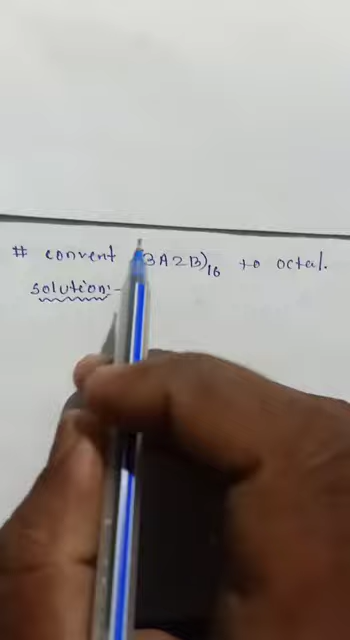 # convert (3A2B)16 to octal.
solution:-